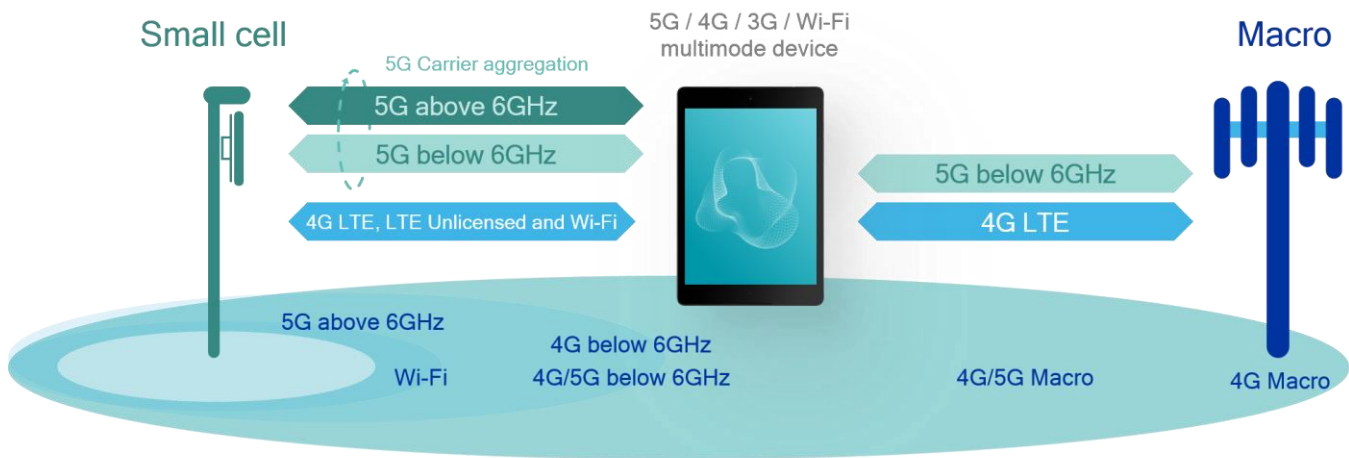 Small cell
5G / 4G / 3G / Wi-Fi
multimode device
Macro
5G Carrier aggregation
5G above 6GHz
5G below 6GHz
4G LTE, LTE Unlicensed and Wi-Fi
5G below 6GHz
4G LTE
5G above 6GHz
4G below 6GHz
Wi-Fi
4G/5G below 6GHz
4G/5G Macro
4G Macro